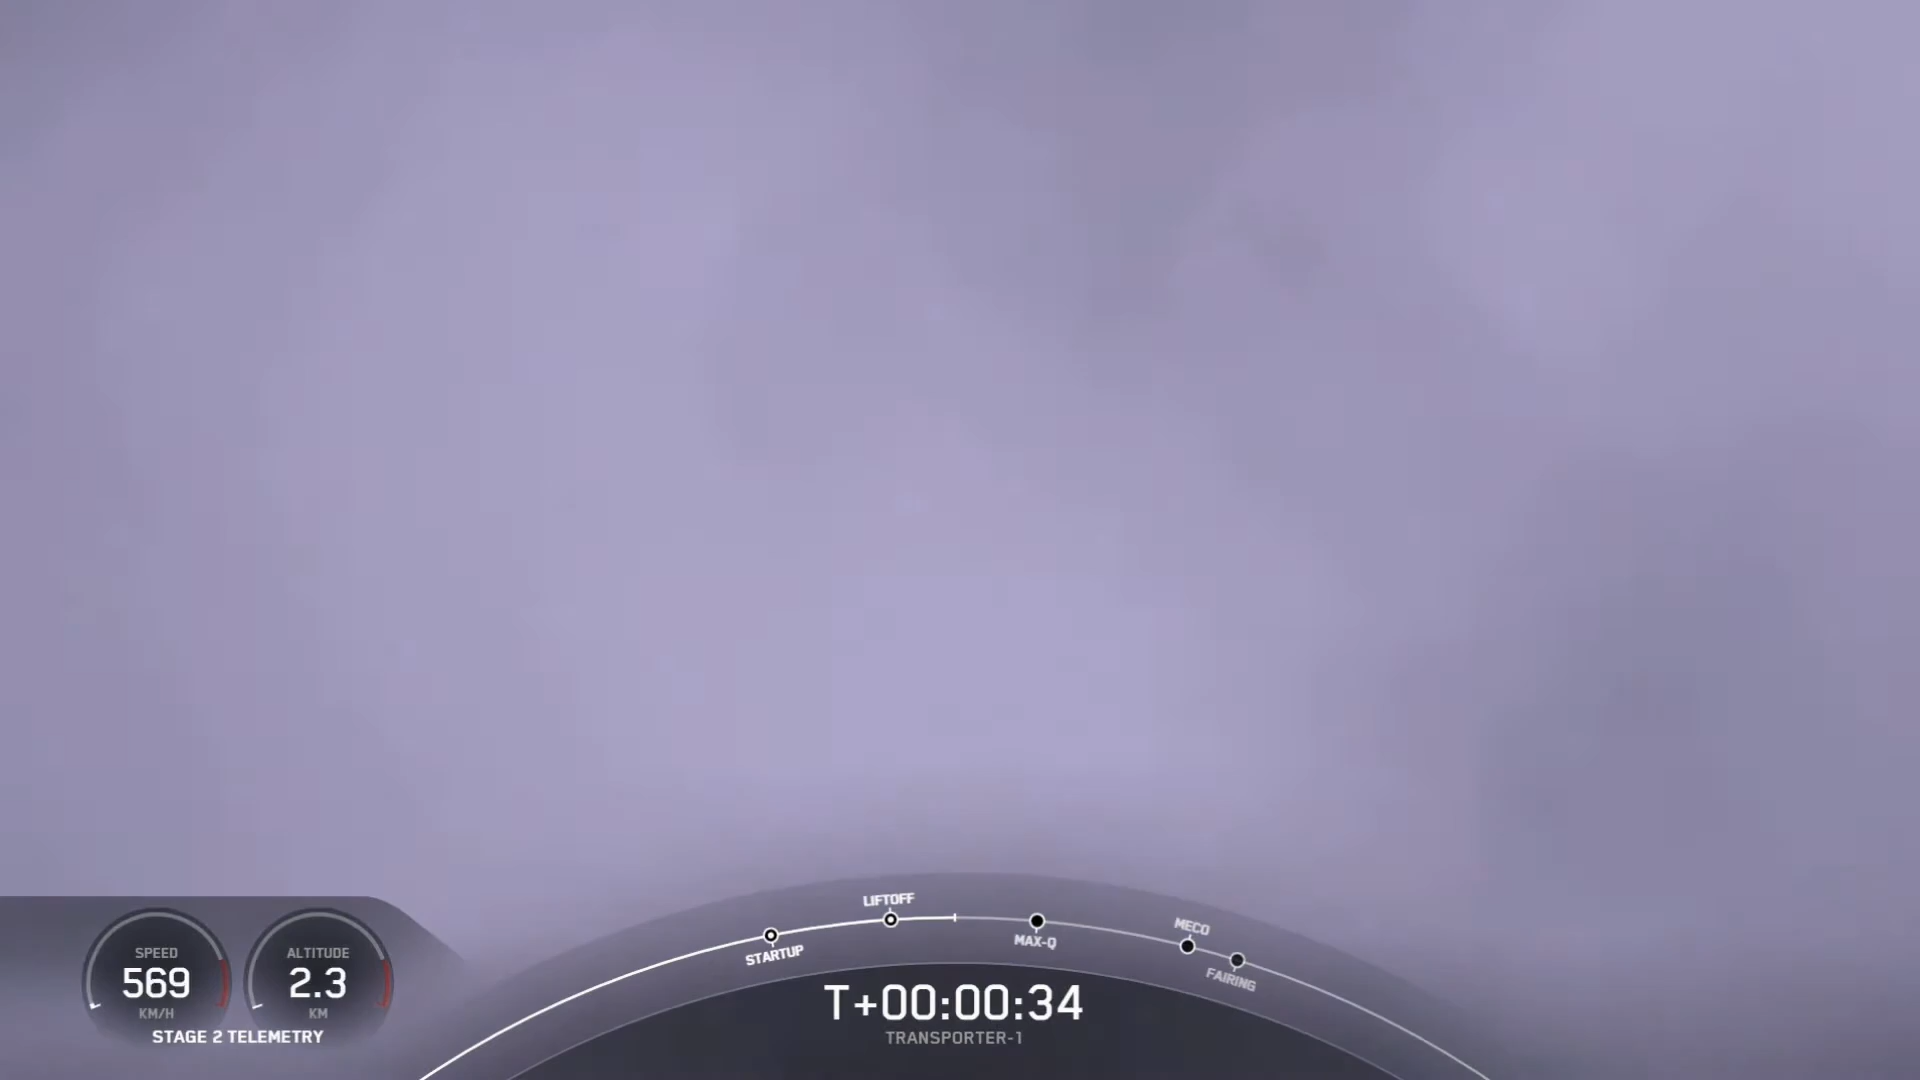 LIFTOFF
STARTUP
MAX-Q
MECO
FAIRING
SPEED
569
KM/H
ALTITUDE
2.3
KM
STAGE 2 TELEMETRY
T+00:00:34
TRANSPORTER-1